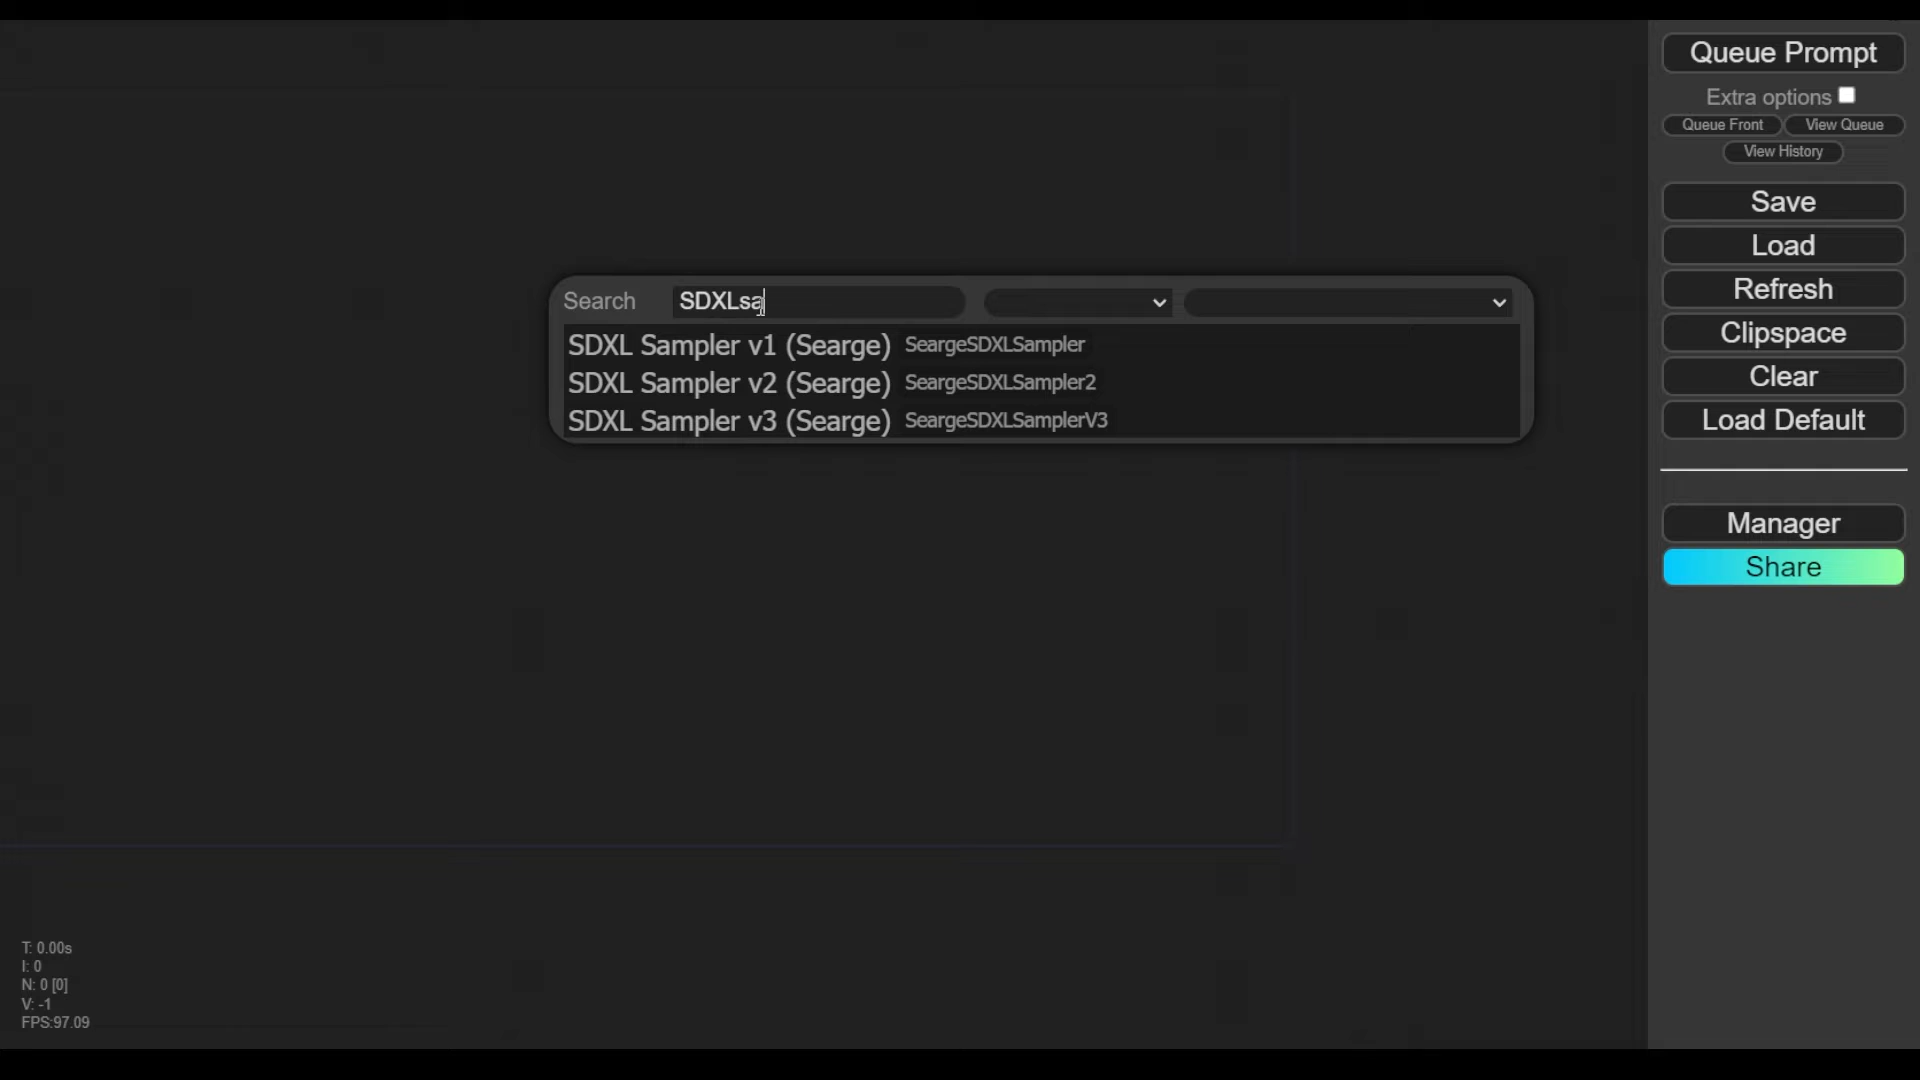 Queue Prompt
Extra options
Queue Front View Queue
View History
Save
Load
Refresh
Clipspace
Clear
Load Default
Manager
Share
Search SDXLsa
SDXL Sampler v1 (Searge) SeargeSDXLSampler
SDXL Sampler v2 (Searge) SeargeSDXLSampler2
SDXL Sampler v3 (Searge) SeargeSDXLSamplerV3
T: 0.00s
I: 0
N: 0 [0]
V: -1
FPS:97.09